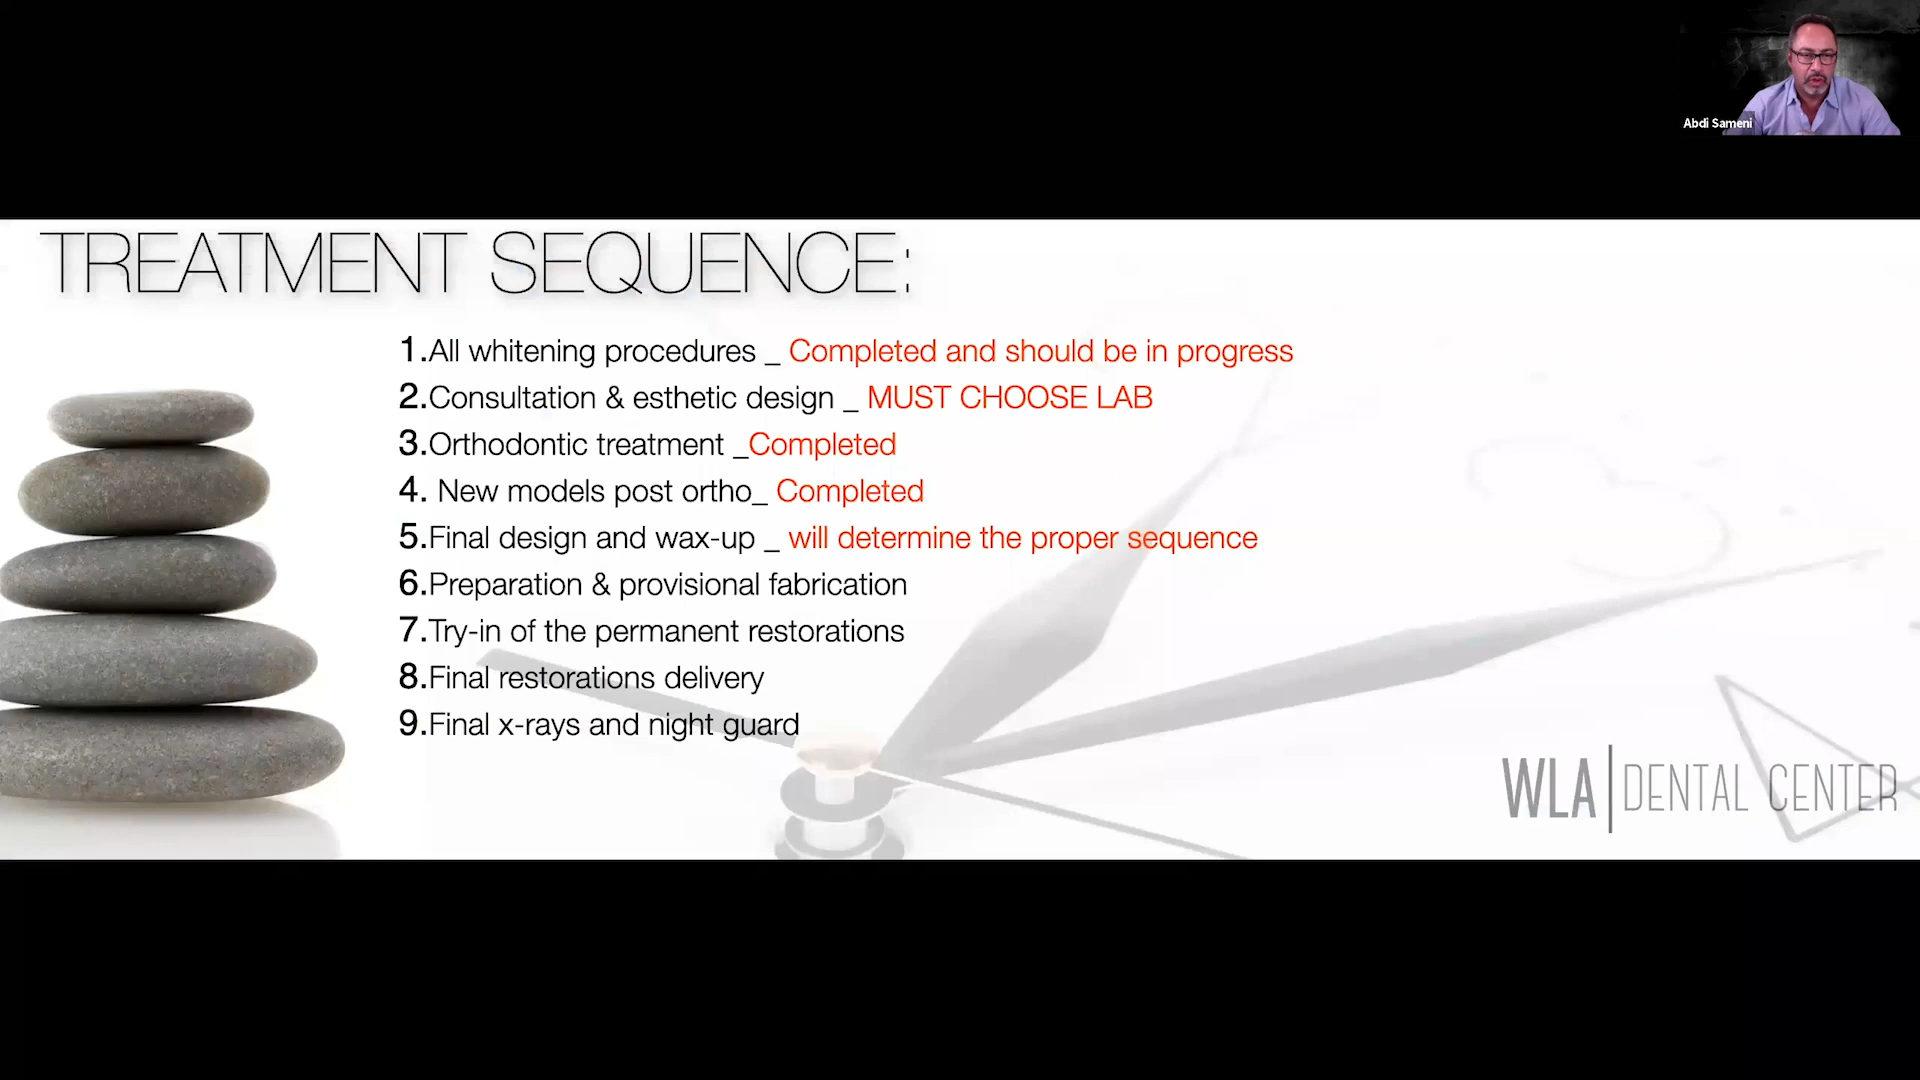 Abdi Sameni
TREATMENT SEQUENCE:
1.All whitening procedures _ Completed and should be in progress
2.Consultation & esthetic design _ MUST CHOOSE LAB
3.Orthodontic treatment _Completed
4. New models post ortho_ Completed
5.Final design and wax-up _ will determine the proper sequence
6.Preparation & provisional fabrication
7.Try-in of the permanent restorations
8.Final restorations delivery
9.Final x-rays and night guard
WLA | DENTAL CENTER